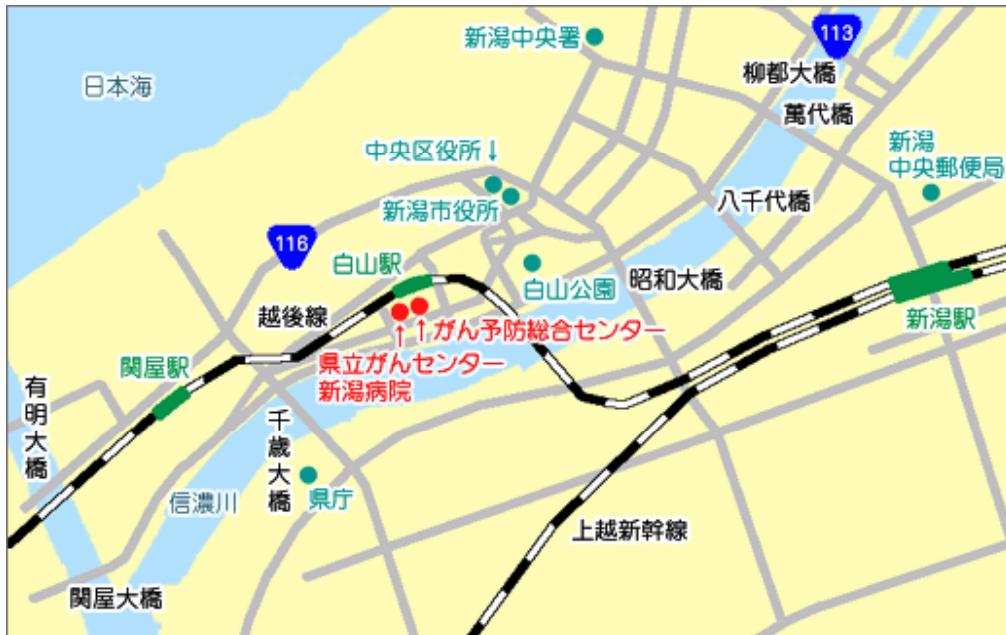 新潟中央署
113
柳都大橋
日本海
萬代橋
新潟
中央郵便局
中央区役所↓
八千代橋
新潟市役所
116
白山駅
昭和大橋
白山公園
越後線
↑がん予防総合センター
新潟駅
↑
県立がんセンター
新潟病院
関屋駅
有明大橋
千歳大橋
信濃川
県庁
上越新幹線
関屋大橋